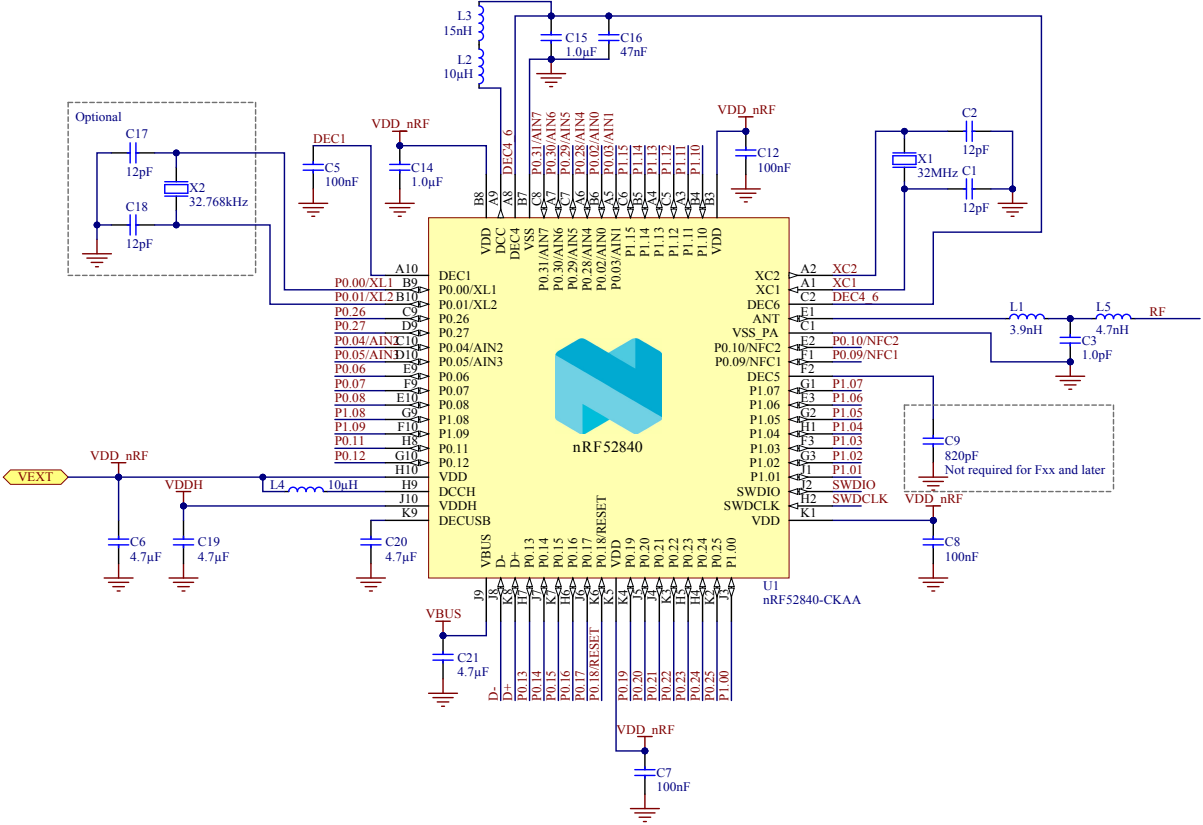 L3
15nH
L2
10µH
C15
1.0µF
C16
47nF
Optional
C17
12pF
X2
32.768kHz
C18
12pF
DEC1
C5
100nF
VDD_nRF
C14
1.0µF
DEC4_6
P0.31/AIN7
P0.30/AIN6
P0.29/AIN5
P0.28/AIN4
P0.02/AIN0
P0.03/AIN1
P1.15
P1.14
P1.13
P1.12
P1.11
P1.10
VDD_nRF
C12
100nF
C2
12pF
X1
32MHz
C1
12pF
B8
A9
A8
B7
C8
A7
C7
A6
B6
A5
C6
B5
A4
C5
A3
B4
B3
VDD
DCC
DEC4
VSS
P0.31/AIN7
P0.30/AIN6
P0.29/AIN5
P0.28/AIN4
P0.02/AIN0
P0.03/AIN1
P1.15
P1.14
P1.13
P1.12
P1.11
P1.10
VDD
A10 DEC1
P0.00/XL1 B9 P0.00/XL1
P0.01/XL2 B10 P0.01/XL2
P0.26 C9 P0.26
P0.27 D9 P0.27
P0.04/AIN2 C10 P0.04/AIN2
P0.05/AIN3 D10 P0.05/AIN3
P0.06 E9 P0.06
P0.07 F9 P0.07
P0.08 E10 P0.08
P1.08 G9 P1.08
P1.09 F10 P1.09
P0.11 H8 P0.11
P0.12 G10 P0.12
H10 VDD
H9 DCCH
J10 VDDH
K9 DECUSB
XC2 A2 XC2
XC1 A1 XC1
DEC6 C2 DEC4_6
ANT E1
VSS_PA C1
P0.10/NFC2 E2 P0.10/NFC2
P0.09/NFC1 F1 P0.09/NFC1
DEC5 F2
P1.07 G1 P1.07
P1.06 E3 P1.06
P1.05 G2 P1.05
P1.04 H1 P1.04
P1.03 F3 P1.03
P1.02 G3 P1.02
P1.01 J1 P1.01
SWDIO J2 SWDIO
SWDCLK H2 SWDCLK
VDD K1
L1
3.9nH
L5
4.7nH
RF
C3
1.0pF
nRF52840
C9
820pF
Not required for Fxx and later
VDD_nRF
C8
100nF
VEXT
VDD_nRF
L4
10µH
VDDH
C6
4.7µF
C19
4.7µF
C20
4.7µF
VBUS
D-
D+
P0.13
P0.14
P0.15
P0.16
P0.17
P0.18/RESET
VDD
P0.19
P0.20
P0.21
P0.22
P0.23
P0.24
P0.25
P1.00
U1
nRF52840-CKAA
J9
J8
K8
H7
J7
K7
H6
J6
K6
K5
K4
J5
J4
K3
H5
H4
K2
J3
VBUS
C21
4.7µF
D-
D+
P0.13
P0.14
P0.15
P0.16
P0.17
P0.18/RESET
P0.19
P0.20
P0.21
P0.22
P0.23
P0.24
P0.25
P1.00
VDD_nRF
C7
100nF